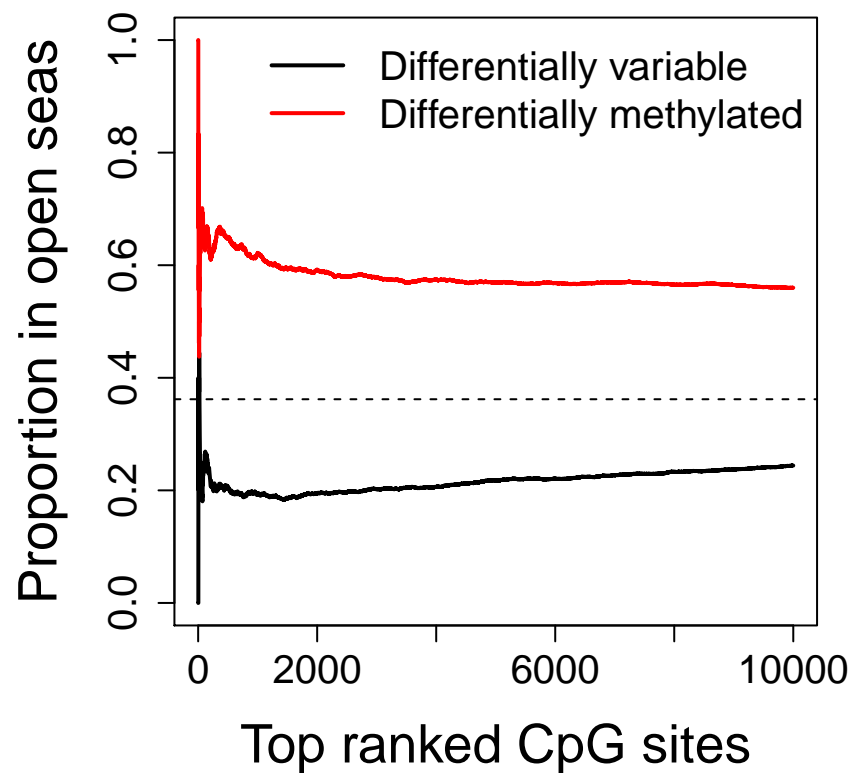 Differentially variable
Differentially methylated
Proportion in open seas
1.0
0.8
0.6
0.4
0.2
0.0
0 2000 6000 10000
Top ranked CpG sites